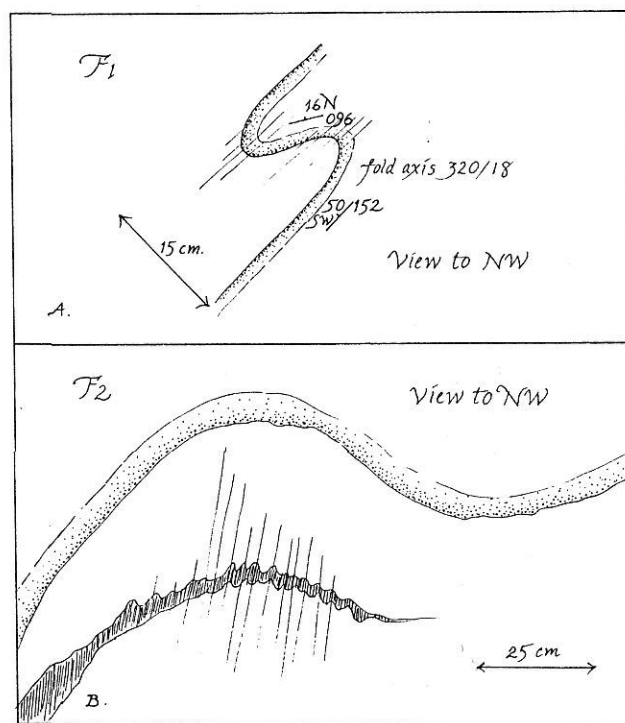 F1
16N
096
fold axis 320/18
50/152
SW
15 cm.
View to NW
A.
F2
View to NW
25 cm
B.